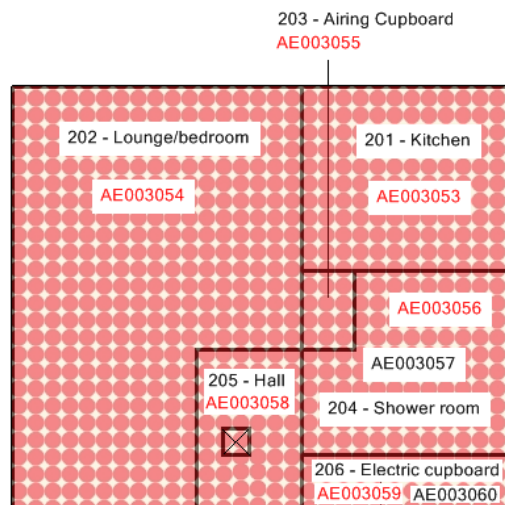 203 - Airing Cupboard
AE003055
202 - Lounge/bedroom
201 - Kitchen
AE003054
AE003053
AE003056
AE003057
205 - Hall
AE003058
204 - Shower room
206 - Electric cupboard
AE003059 AE003060